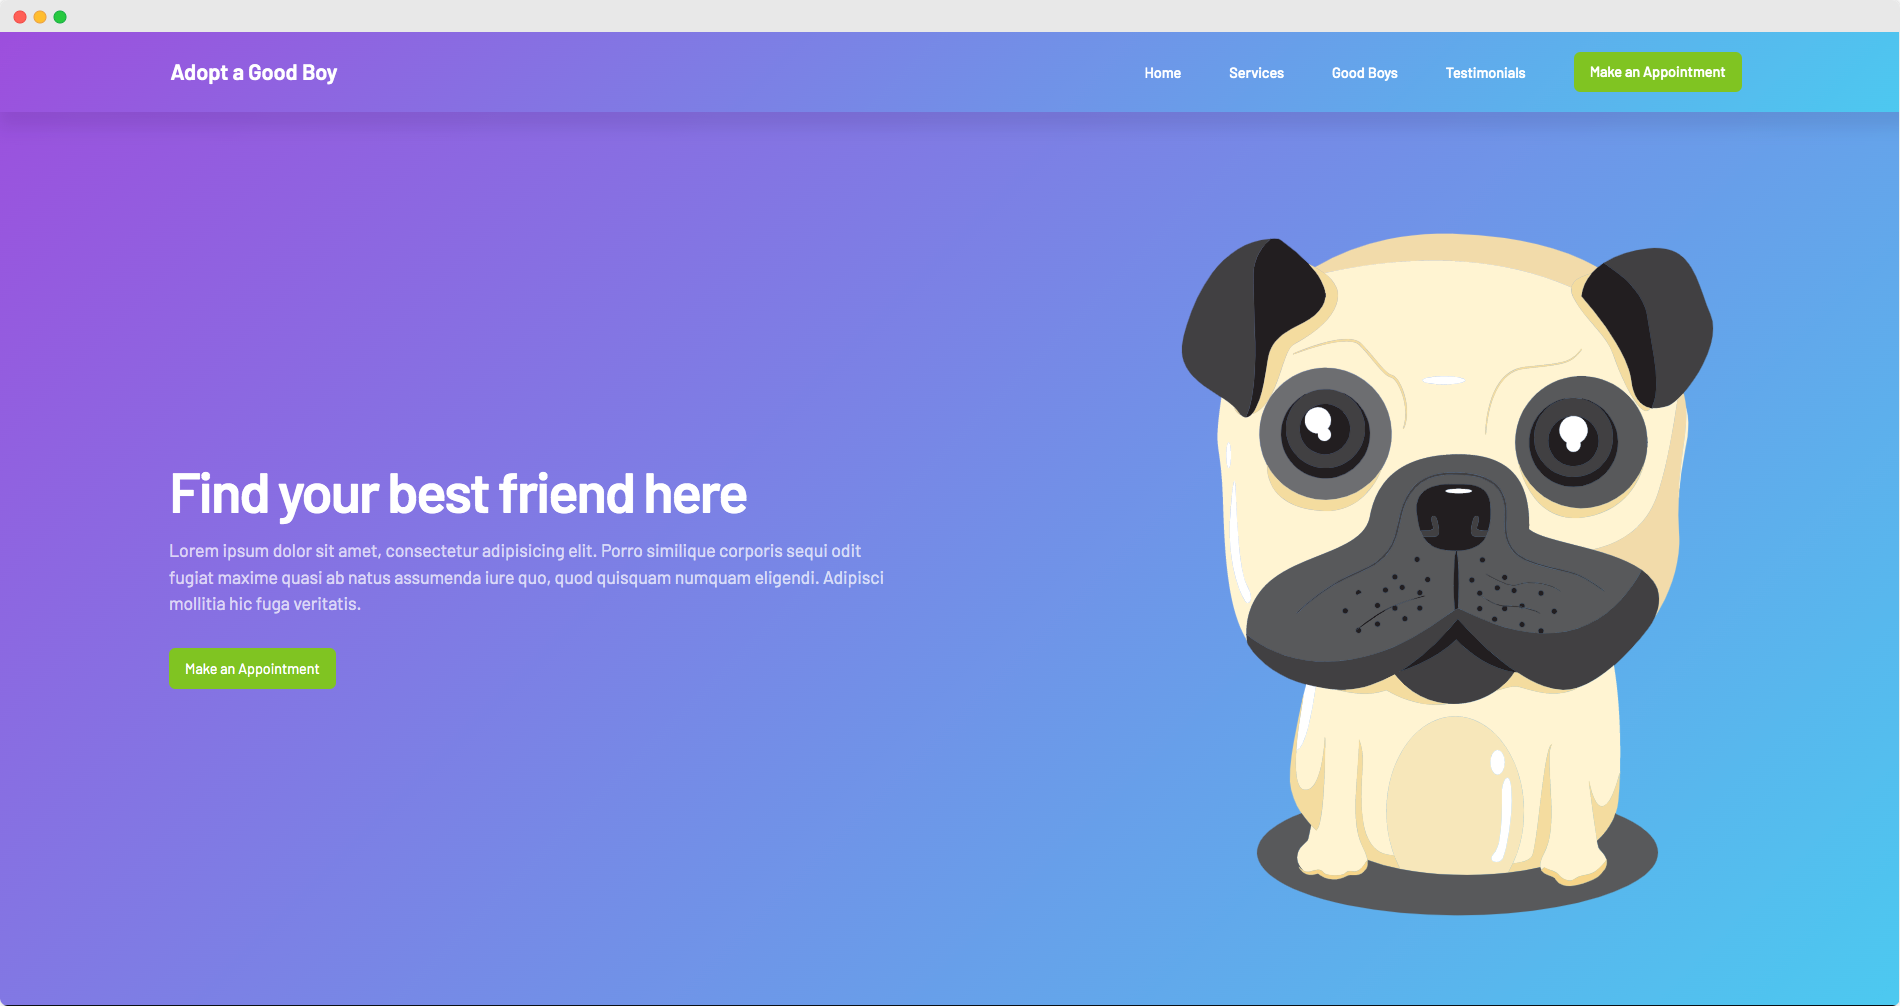 Adopt a Good Boy
Home Services Good Boys Testimonials Make an Appointment
Find your best friend here
Lorem ipsum dolor sit amet, consectetur adipisicing elit. Porro similique corporis sequi odit
fugiat maxime quasi ab natus assumenda iure quo, quod quisquam numquam eligendi. Adipisci
mollitia hic fuga veritatis.
Make an Appointment